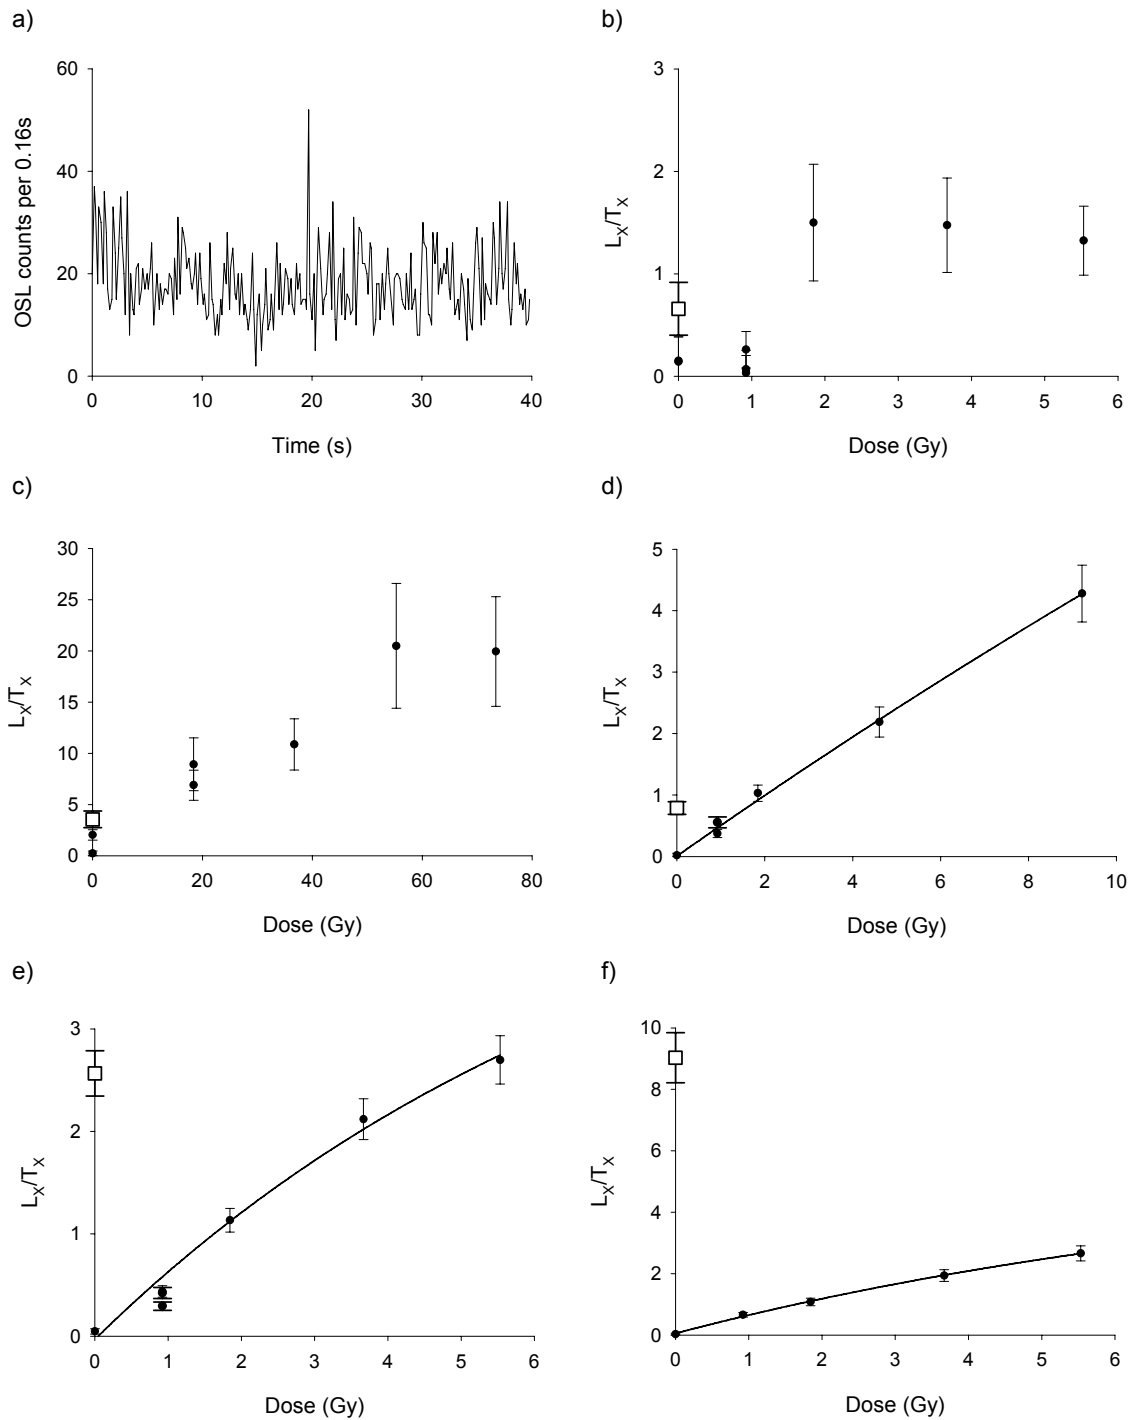 a)
60
40
20
0
OSL counts per 0.16s
0 10 20 30 40
Time (s)
b)
3
2
1
0
LX/TX
0 1 2 3 4 5 6
Dose (Gy)
c)
30
25
20
15
10
5
0
LX/TX
0 20 40 60 80
Dose (Gy)
d)
5
4
3
2
1
0
LX/TX
0 2 4 6 8 10
Dose (Gy)
e)
3
2
1
0
LX/TX
0 1 2 3 4 5 6
Dose (Gy)
f)
10
8
6
4
2
0
LX/TX
0 1 2 3 4 5 6
Dose (Gy)